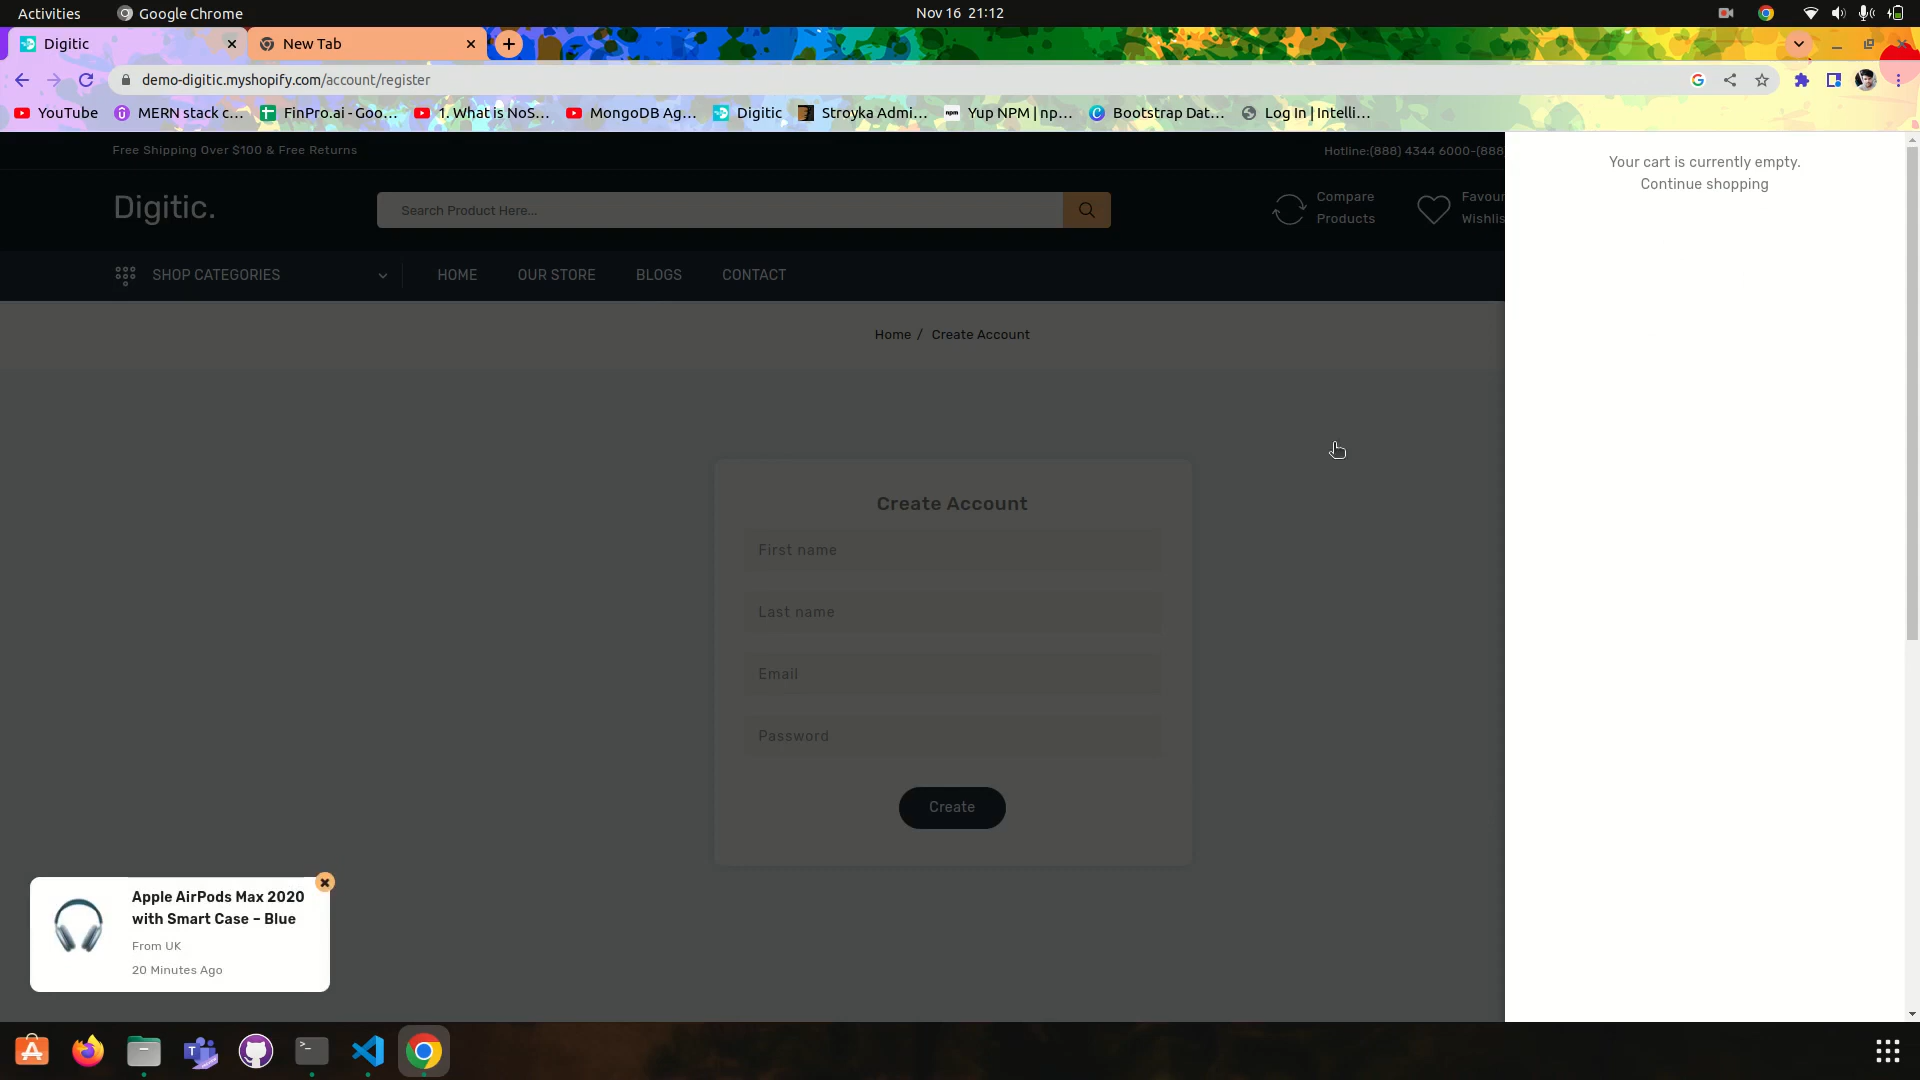 Activities
Google Chrome
Nov 16 21:12
Digitic
New Tab
demo-digitic.myshopify.com/account/register
YouTube
MERN stack c...
FinPro.ai - Goo...
1. What is NoS...
MongoDB Ag...
Digitic
Stroyka Admi...
Yup NPM | np...
Bootstrap Dat...
Log In | Intelli...
Free Shipping Over $100 & Free Returns
Hotline:(888) 4344 6000-(888
Digitic.
Search Product Here...
Compare
Products
Favour
Wishlis
SHOP CATEGORIES
HOME
OUR STORE
BLOGS
CONTACT
Your cart is currently empty.
Continue shopping
Home / Create Account
Create Account
First name
Last name
Email
Password
Create
Apple AirPods Max 2020
with Smart Case – Blue
From UK
20 Minutes Ago